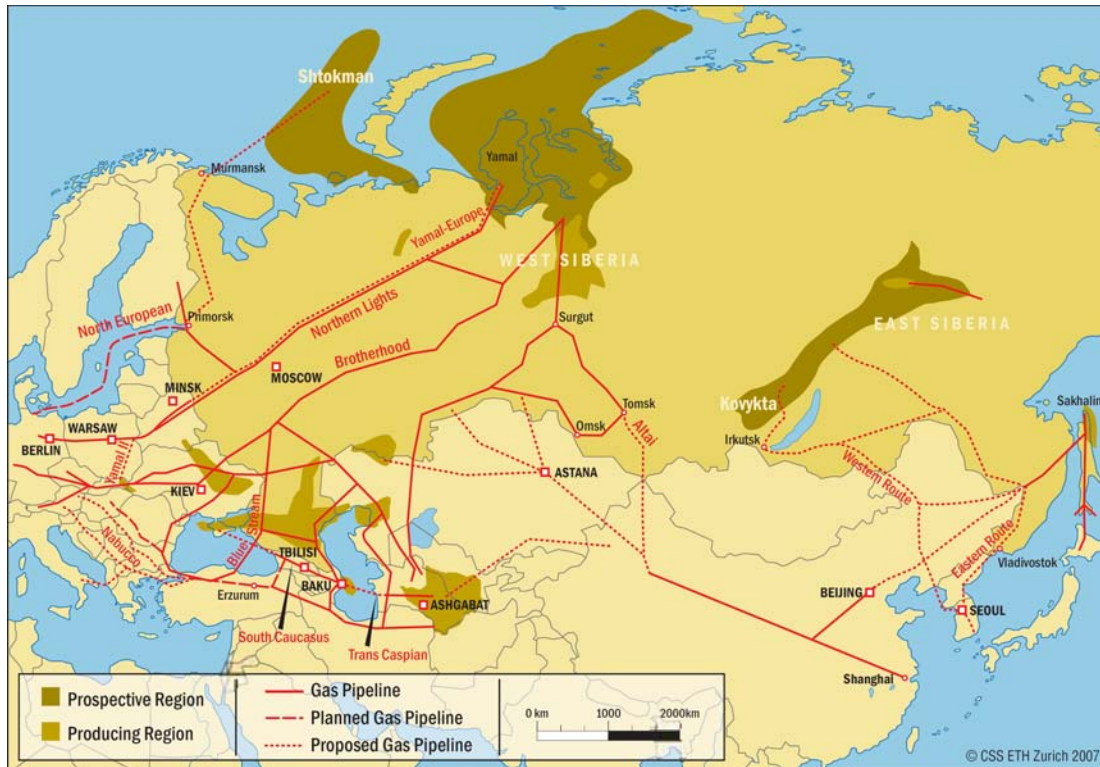 Shtokman
Murmansk
Yamal
Yamal-Europe
WEST SIBERIA
North European
Primorsk
Northern Lights
Brotherhood
Surgut
EAST SIBERIA
MOSCOW
MINSK
WARSAW
BERLIN
Yamal II
KIEV
Tomsk
Omsk
Altai
ASTANA
Kovykta
Irkutsk
Sakhalin
Western Route
Eastern Route
Vladivostok
Nabucco
Blue Stream
TBILISI
Erzurum
BAKU
ASHGABAT
South Caucasus
Trans Caspian
BEIJING
SEOUL
Shanghai
Prospective Region
Producing Region
Gas Pipeline
Planned Gas Pipeline
Proposed Gas Pipeline
0 km 1000 2000km
© CSS ETH Zurich 2007